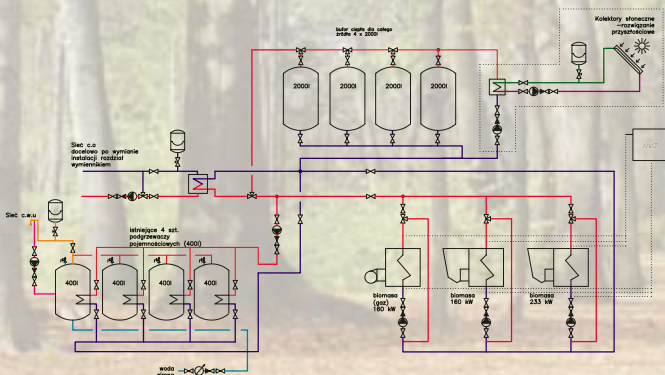 bufor ciepła dla całego
źródła 4 x 2000l
Kolektory słoneczne
–rozwiązanie
przyszłościowe
2000l
2000l
2000l
2000l
Sieć c.o
docelowo po wymianie
instalacji rozdział
wymiennikiem
Sieć c.w.u
istniejące 4 szt.
podgrzewaczy
pojemnościowych (400l)
400l
400l
400l
400l
biomasa
(gaz)
160 kW
biomasa
160 kW
biomasa
233 kW
woda
zimna